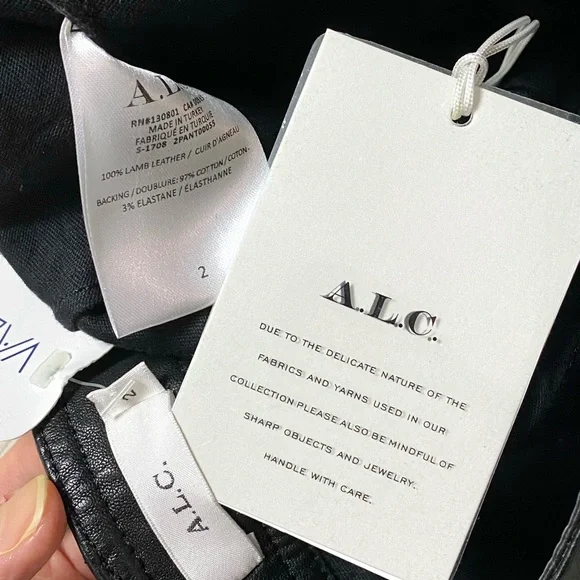 A.L.C.
RN#130801
MADE IN TURKEY
FABRIQUÉ EN TURQUIE
S-1708 2PANT00055
100% LAMB LEATHER / CUIR D'AGNEAU
BACKING / DOUBLURE: 97% COTTON / COTON-
3% ELASTANE / ÉLASTHANNE
2
A.L.C.
DUE TO THE DELICATE NATURE OF THE
FABRICS AND YARNS USED IN OUR
COLLECTION PLEASE ALSO BE MINDFUL OF
SHARP OBJECTS AND JEWELRY.
HANDLE WITH CARE.
2
A.L.C.